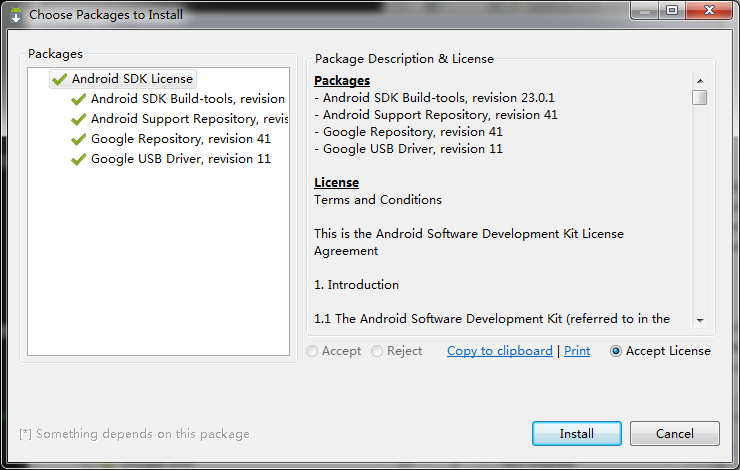 Choose Packages to Install
Packages
Android SDK License
Android SDK Build-tools, revision
Android Support Repository, revis
Google Repository, revision 41
Google USB Driver, revision 11
Package Description & License
Packages
- Android SDK Build-tools, revision 23.0.1
- Android Support Repository, revision 41
- Google Repository, revision 41
- Google USB Driver, revision 11
License
Terms and Conditions
This is the Android Software Development Kit License
Agreement
1. Introduction
1.1 The Android Software Development Kit (referred to in the
Accept Reject Copy to clipboard | Print Accept License
[*] Something depends on this package
Install Cancel